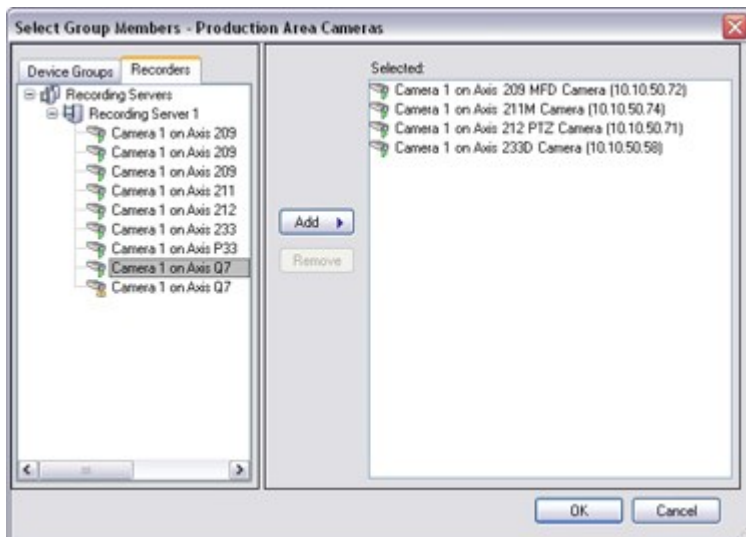 Select Group Members - Production Area Cameras
Device Groups
Recorders
Recording Servers
Recording Server 1
Camera 1 on Axis 209
Camera 1 on Axis 209
Camera 1 on Axis 209
Camera 1 on Axis 211
Camera 1 on Axis 212
Camera 1 on Axis 233
Camera 1 on Axis P33
Camera 1 on Axis Q7
Camera 1 on Axis Q7
Add
Remove
Selected:
Camera 1 on Axis 209 MFD Camera (10.10.50.72)
Camera 1 on Axis 211M Camera (10.10.50.74)
Camera 1 on Axis 212 PTZ Camera (10.10.50.71)
Camera 1 on Axis 233D Camera (10.10.50.58)
OK
Cancel